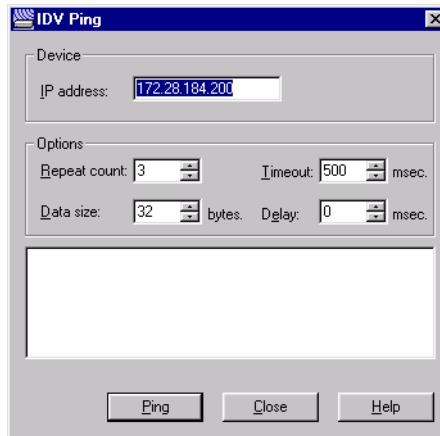 IDV Ping
Device
IP address: 172.28.184.200
Options
Repeat count: 3 Timeout: 500 msec.
Data size: 32 bytes. Delay: 0 msec.
Ping Close Help